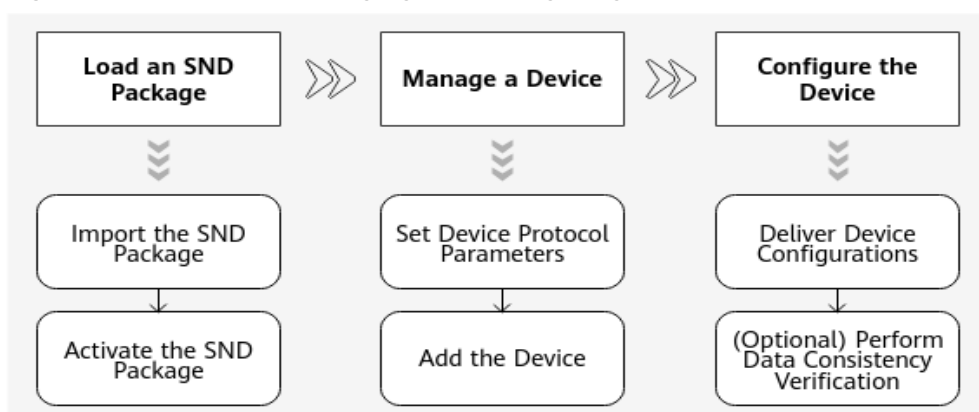 Load an SND
Package
Manage a Device
Configure the
Device
Import the SND
Package
Set Device Protocol
Parameters
Deliver Device
Configurations
Activate the SND
Package
Add the Device
(Optional) Perform
Data Consistency
Verification